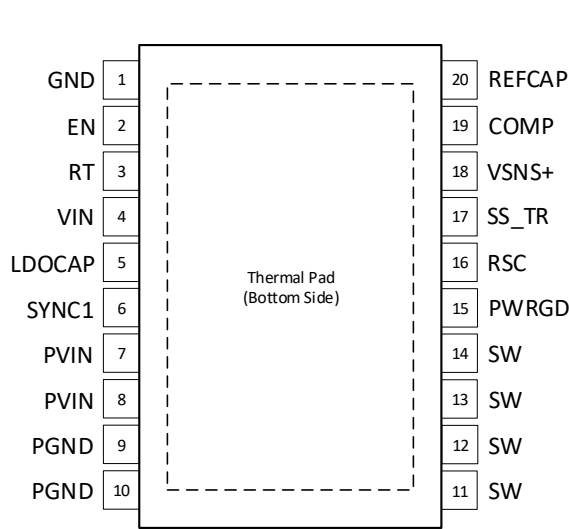 GND 1
EN 2
RT 3
VIN 4
LDOCAP 5
SYNC1 6
PVIN 7
PVIN 8
PGND 9
PGND 10
Thermal Pad
(Bottom Side)
20 REFCAP
19 COMP
18 VSNS+
17 SS_TR
16 RSC
15 PWRGD
14 SW
13 SW
12 SW
11 SW